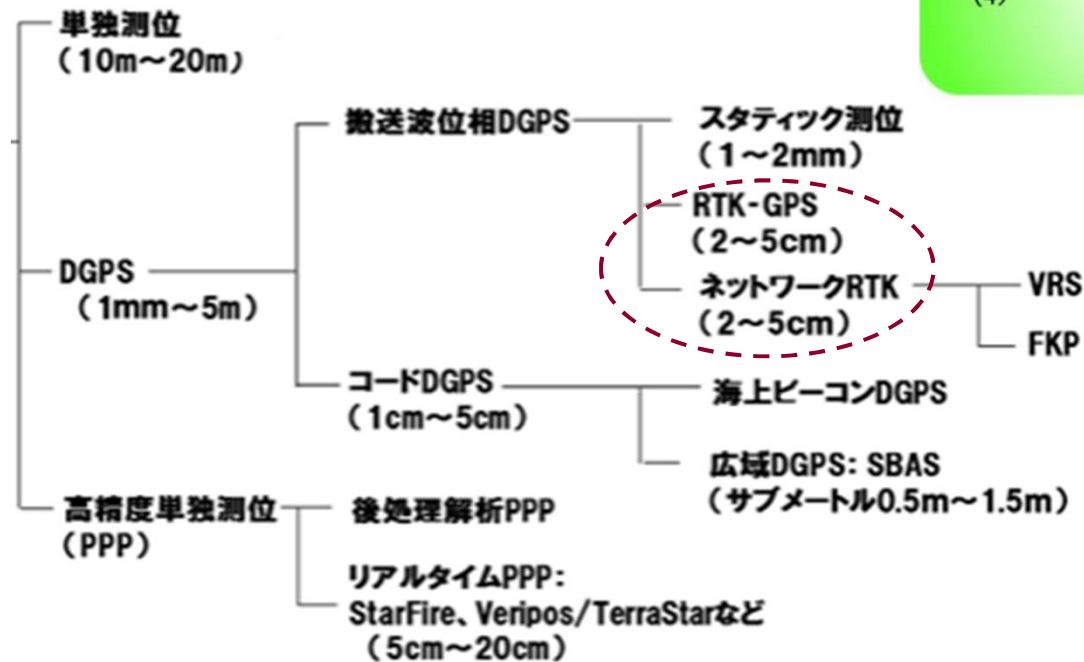 (4)
単独測位
(10m～20m)
搬送波位相DGPS
スタティック測位
(1～2mm)
RTK-GPS
(2～5cm)
DGPS
(1mm～5m)
ネットワークRTK
(2～5cm)
VRS
FKP
コードDGPS
(1cm～5cm)
海上ビーコンDGPS
広域DGPS: SBAS
(サブメートル0.5m～1.5m)
高精度単独測位
(PPP)
後処理解析PPP
リアルタイムPPP:
StarFire、Veripos/TerraStarなど
(5cm～20cm)